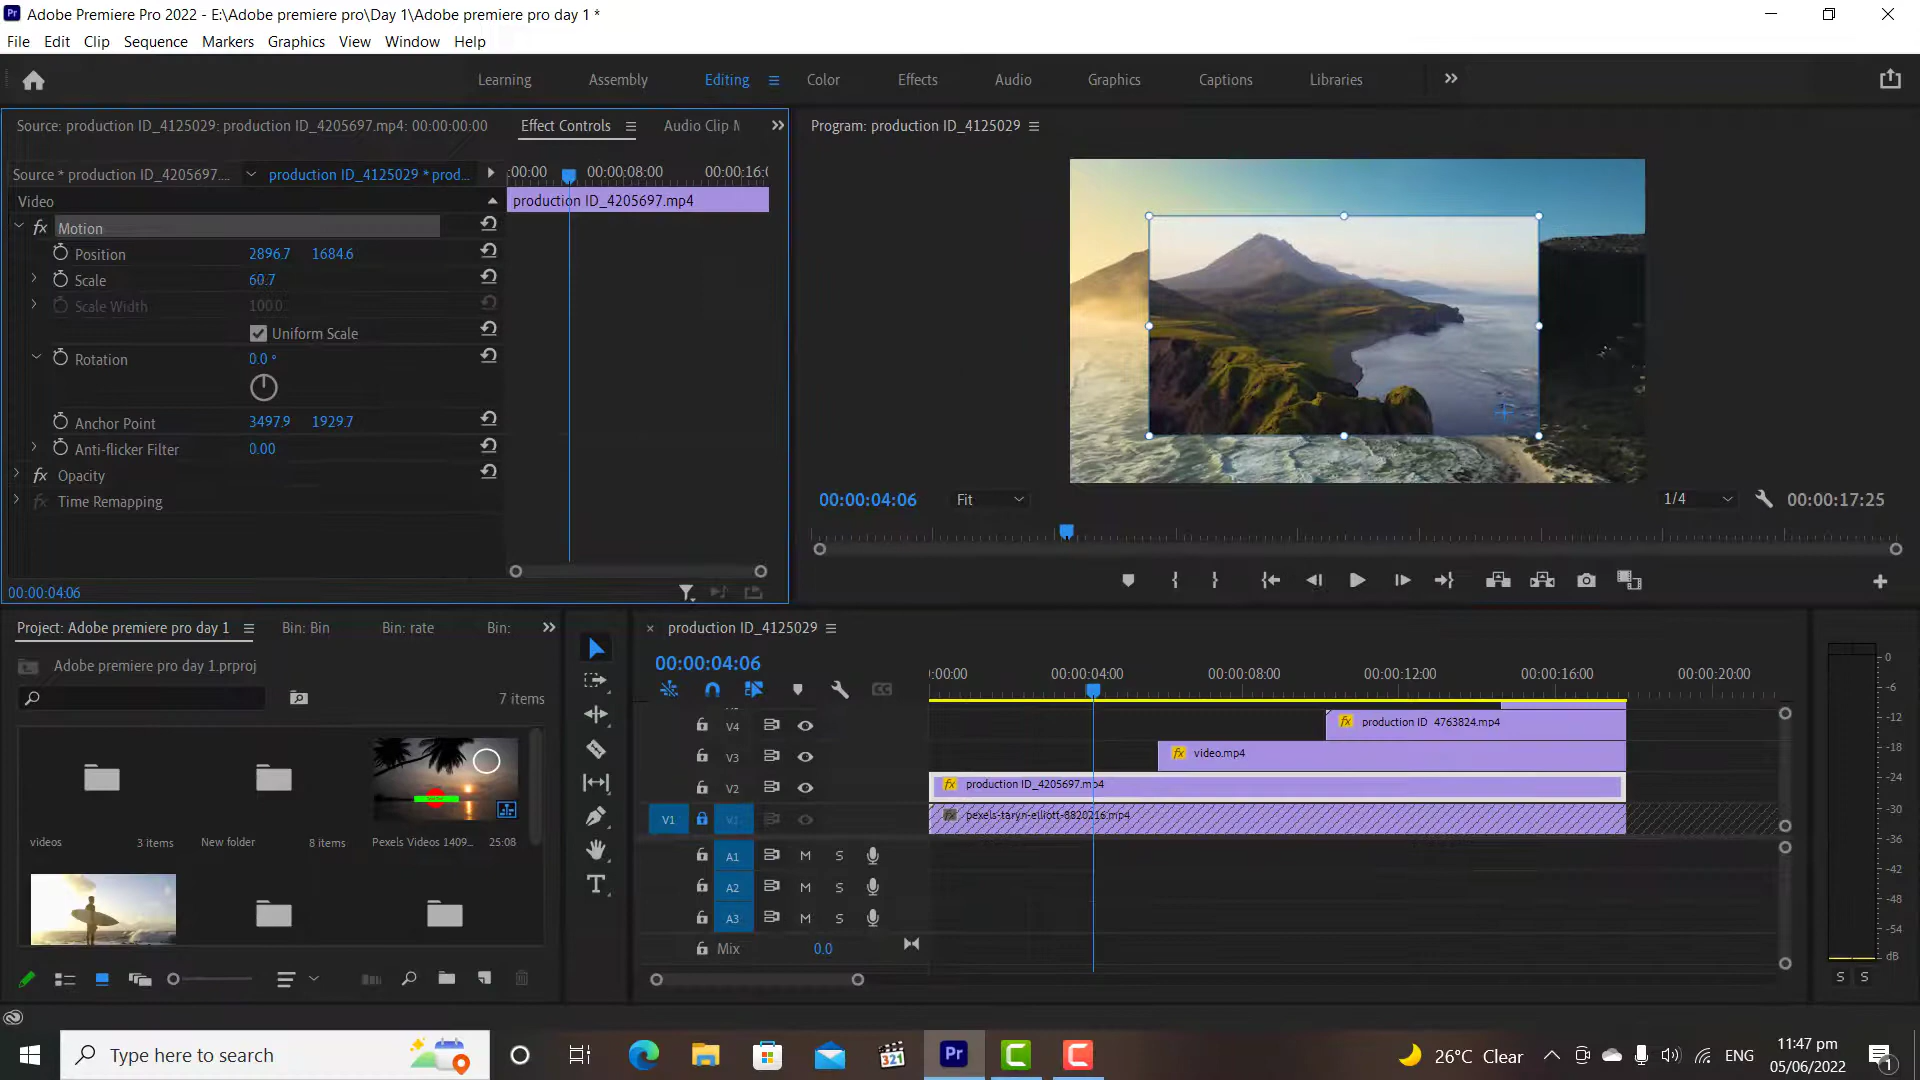 Adobe Premiere Pro 2022 - E:\Adobe premiere pro\Day 1\Adobe premiere pro day 1 *
File Edit Clip Sequence Markers Graphics View Window Help
Learning Assembly Editing Color Effects Audio Graphics Captions Libraries
Source: production ID_4125029: production ID_4205697.mp4: 00:00:00:00 Effect Controls Audio Clip M
Program: production ID_4125029
Source * production ID_4205697.... production ID_4125029 * prod...
:00:00 00:00:08:00 00:00:16:0
Video
production ID_4205697.mp4
fx Motion
Position 2896.7 1684.6
Scale 60.7
Scale Width 100.0
Uniform Scale
Rotation 0.0 °
Anchor Point 3497.9 1929.7
Anti-flicker Filter 0.00
fx Opacity
fx Time Remapping
00:00:04:06
00:00:04:06 Fit 1/4 00:00:17:25
Project: Adobe premiere pro day 1 Bin: Bin Bin: rate Bin:
Adobe premiere pro day 1.prproj
7 items
videos 3 items
New folder 8 items
Pexels Videos 1409... 25:08
production ID_4125029
00:00:04:06
:00:00 00:00:04:00 00:00:08:00 00:00:12:00 00:00:16:00 00:00:20:00
V4 fx production ID_4763824.mp4
V3 fx video.mp4
V2 fx production ID_4205697.mp4
V1 V1 fx pexels-taryn-elliott-8820216.mp4
A1 M S
A2 M S
A3 M S
Mix 0.0
0
-6
-12
-18
-24
-30
-36
-42
-48
-54
dB
S S
Type here to search
321
Pr
26°C Clear
ENG
11:47 pm
05/06/2022
1